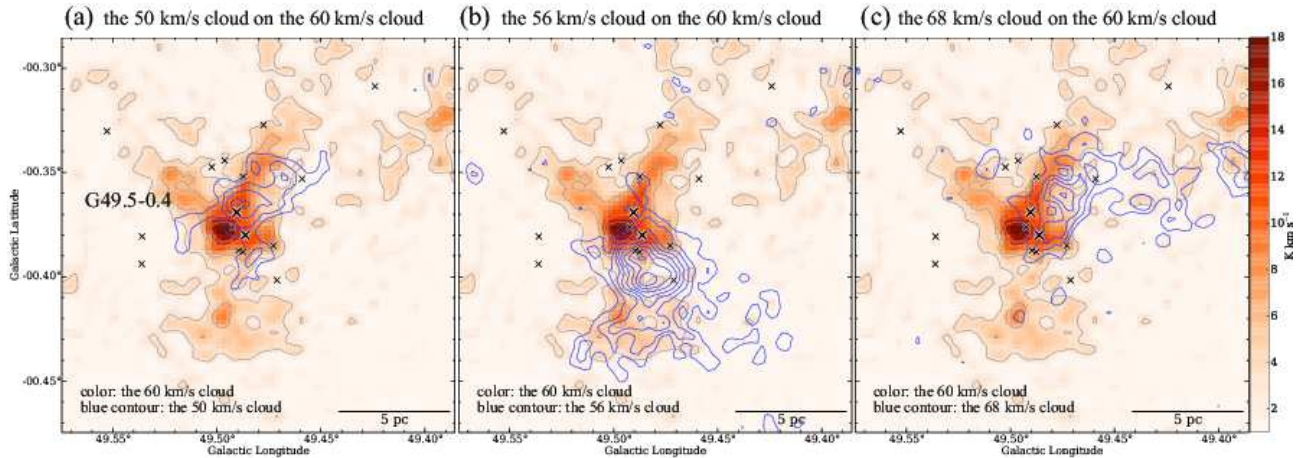 (a) the 50 km/s cloud on the 60 km/s cloud
(b) the 56 km/s cloud on the 60 km/s cloud
(c) the 68 km/s cloud on the 60 km/s cloud
-00.30°
-00.35°
-00.40°
-00.45°
Galactic Latitude
G49.5-0.4
color: the 60 km/s cloud
blue contour: the 50 km/s cloud
5 pc
color: the 60 km/s cloud
blue contour: the 56 km/s cloud
5 pc
color: the 60 km/s cloud
blue contour: the 68 km/s cloud
5 pc
49.55° 49.50° 49.45° 49.40°
Galactic Longitude
49.55° 49.50° 49.45° 49.40°
Galactic Longitude
49.55° 49.50° 49.45° 49.40°
Galactic Longitude
18
16
14
12
10
8
6
4
2
K km s⁻¹